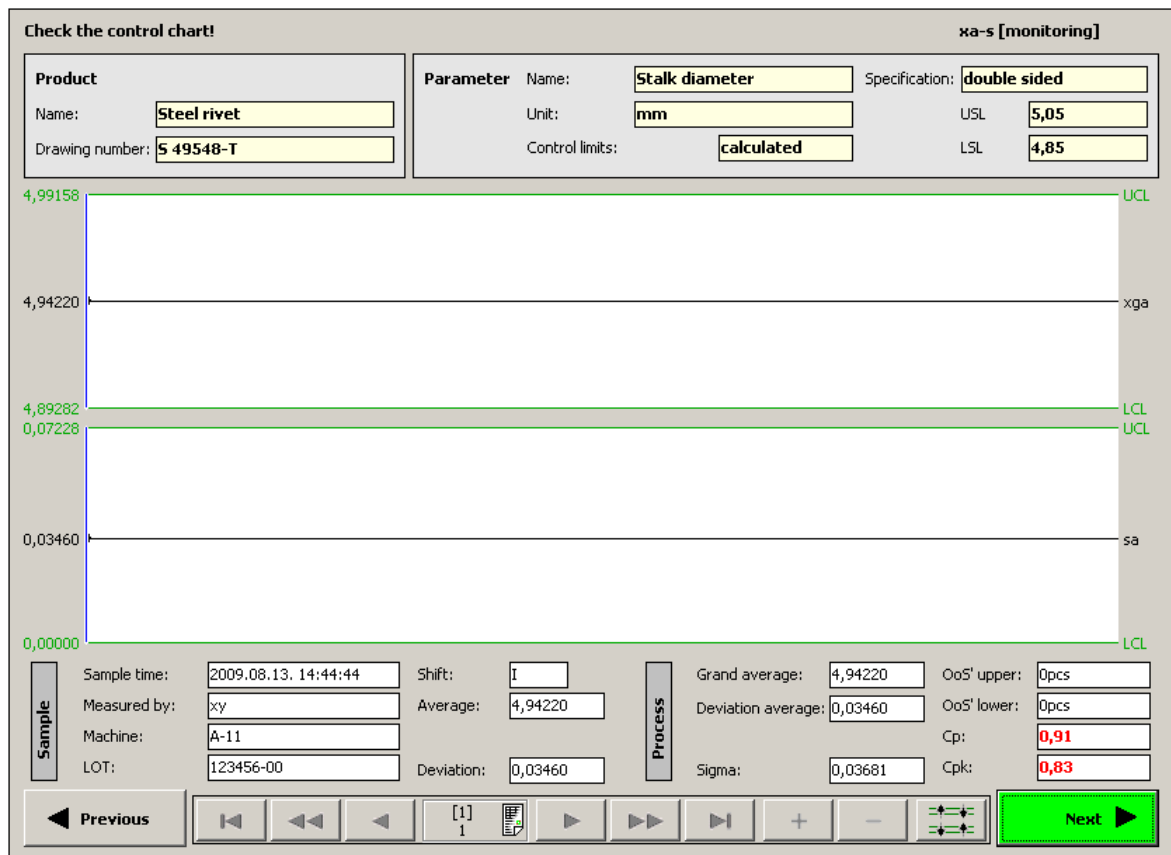 Check the control chart! xa-s [monitoring]
Product
Name: Steel rivet
Drawing number: S 49548-T
Parameter Name: Stalk diameter Specification: double sided
Unit: mm USL 5,05
Control limits: calculated LSL 4,85
4,99158 UCL
4,94220 xga
4,89282 LCL
0,07228 UCL
0,03460 sa
0,00000 LCL
Sample
Sample time: 2009.08.13. 14:44:44 Shift: I
Measured by: xy Average: 4,94220
Machine: A-11
LOT: 123456-00 Deviation: 0,03460
Process
Grand average: 4,94220 OoS' upper: 0pcs
Deviation average: 0,03460 OoS' lower: 0pcs
Cp: 0,91
Sigma: 0,03681 Cpk: 0,83
Previous [1] Next
1